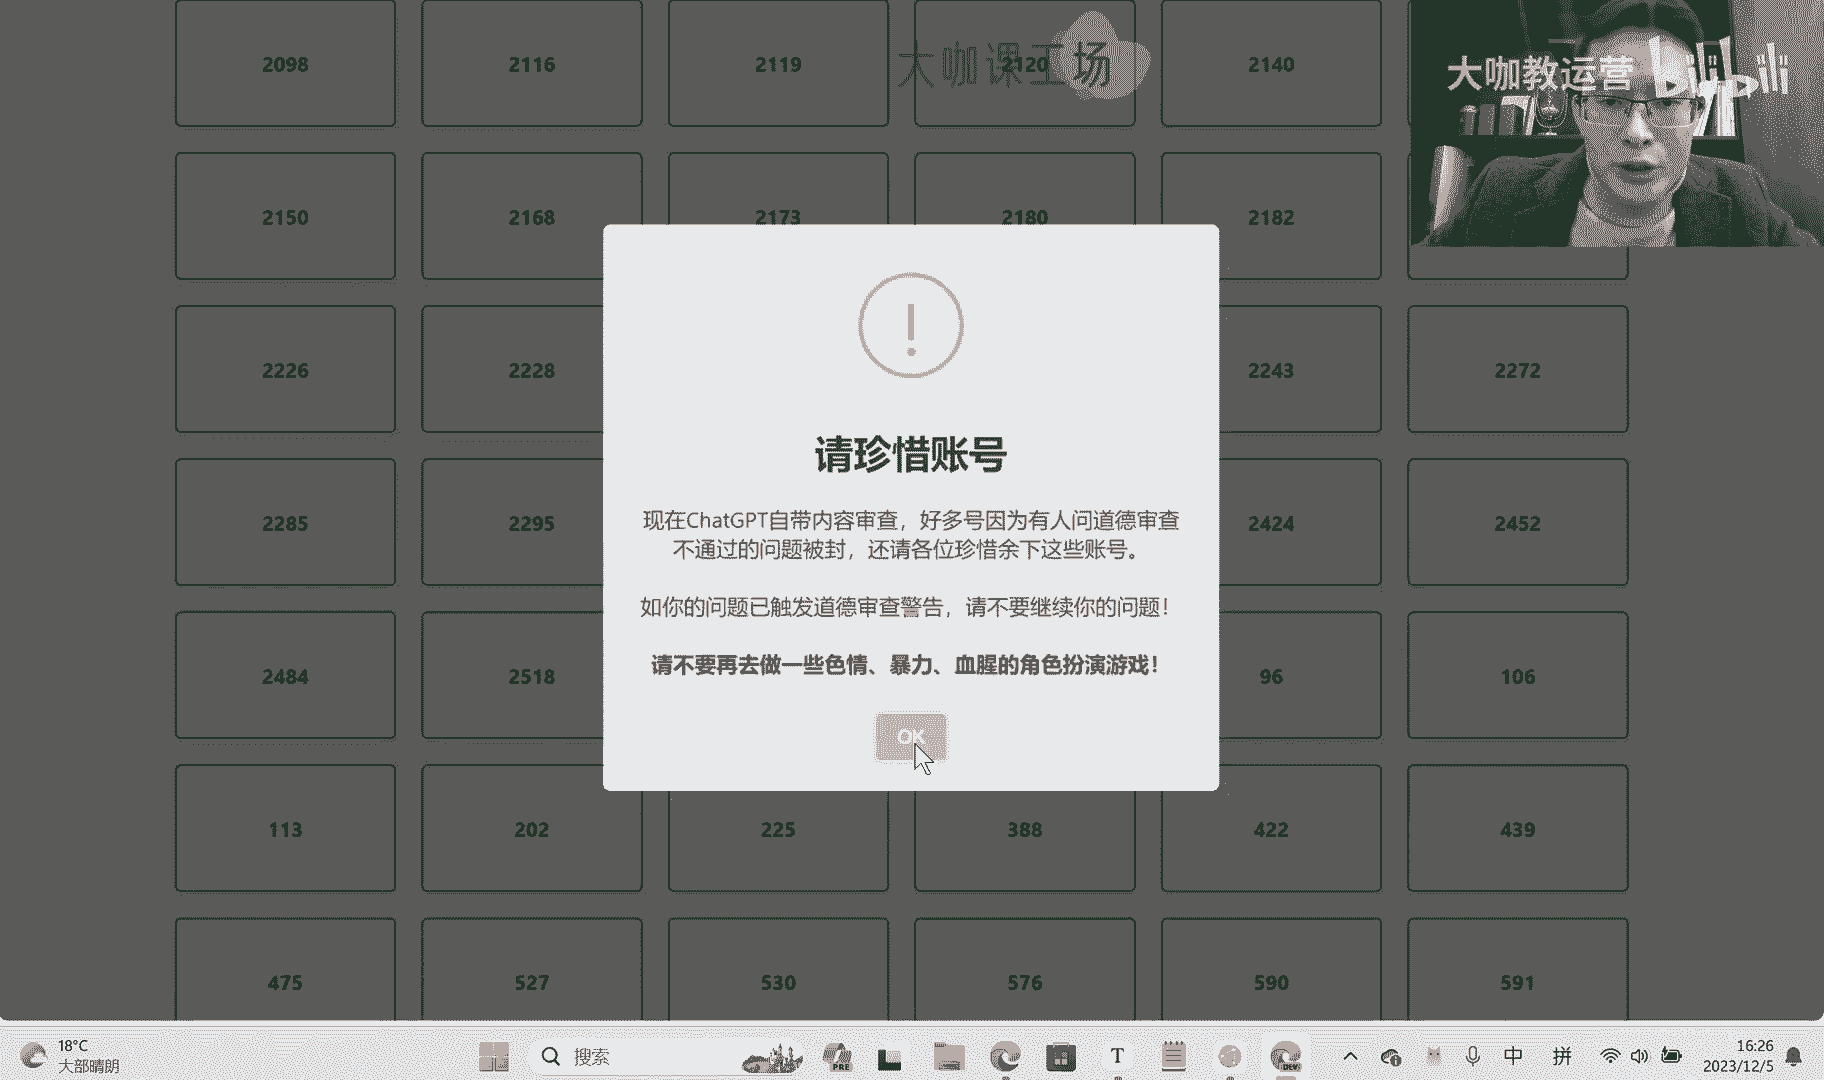 2098 2116 2119 2120 2140
大咖课工场
大咖教运营 bilibili
2150 2168 2173 2180 2182
2226 2228 2243 2272
2285 2295 2424 2452
2484 2518 96 106
请珍惜账号
现在ChatGPT自带内容审查，好多号因为有人问道德审查
不通过的问题被封，还请各位珍惜余下这些账号。
如你的问题已触发道德审查警告，请不要继续你的问题！
请不要再去做一些色情、暴力、血腥的角色扮演游戏！
OK
113 202 225 388 422 439
475 527 530 576 590 591
18°C
大部晴朗
搜索
PRE
T
DEV
中
拼
16:26
2023/12/5